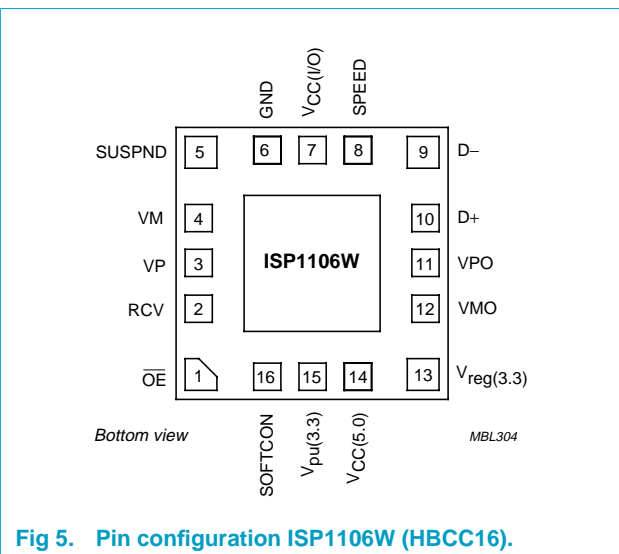 GND
VCC(I/O)
SPEED
SUSPND 5 6 7 8 9 D−
VM 4 10 D+
VP 3 ISP1106W 11 VPO
RCV 2 12 VMO
OE 1 16 15 14 13 Vreg(3.3)
Bottom view
SOFTCON
Vpu(3.3)
VCC(5.0)
MBL304
Fig 5. Pin configuration ISP1106W (HBCC16).